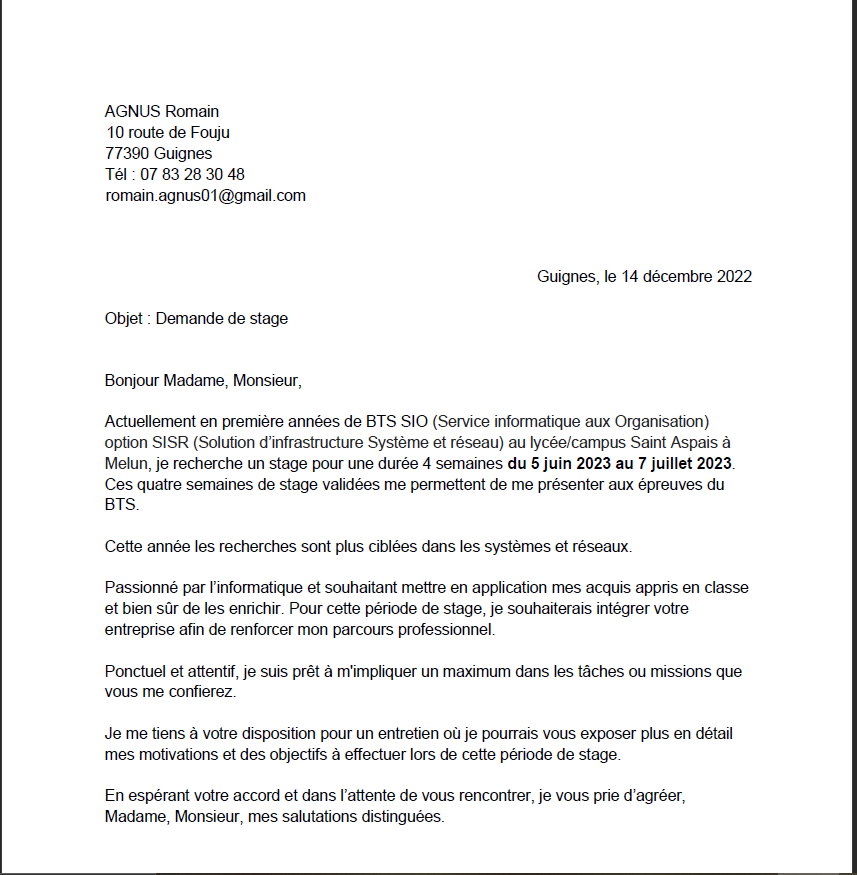 AGNUS Romain
10 route de Fouju
77390 Guignes
Tél : 07 83 28 30 48
romain.agnus01@gmail.com
Guignes, le 14 décembre 2022
Objet : Demande de stage
Bonjour Madame, Monsieur,
Actuellement en première années de BTS SIO (Service informatique aux Organisation)
option SISR (Solution d’infrastructure Système et réseau) au lycée/campus Saint Aspais à
Melun, je recherche un stage pour une durée 4 semaines du 5 juin 2023 au 7 juillet 2023.
Ces quatre semaines de stage validées me permettent de me présenter aux épreuves du
BTS.
Cette année les recherches sont plus ciblées dans les systèmes et réseaux.
Passionné par l’informatique et souhaitant mettre en application mes acquis appris en classe
et bien sûr de les enrichir. Pour cette période de stage, je souhaiterais intégrer votre
entreprise afin de renforcer mon parcours professionnel.
Ponctuel et attentif, je suis prêt à m'impliquer un maximum dans les tâches ou missions que
vous me confierez.
Je me tiens à votre disposition pour un entretien où je pourrais vous exposer plus en détail
mes motivations et des objectifs à effectuer lors de cette période de stage.
En espérant votre accord et dans l’attente de vous rencontrer, je vous prie d’agréer,
Madame, Monsieur, mes salutations distinguées.